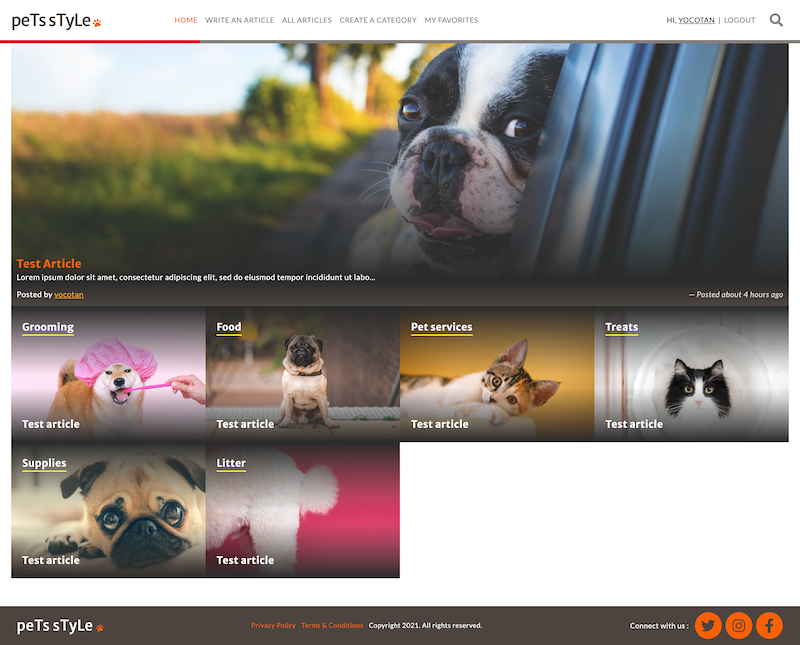 peTs sTyLe
HOME WRITE AN ARTICLE ALL ARTICLES CREATE A CATEGORY MY FAVORITES
HI, YOCOTAN | LOGOUT
Test Article
Lorem ipsum dolor sit amet, consectetur adipiscing elit, sed do eiusmod tempor incididunt ut labo...
Posted by yocotan
— Posted about 4 hours ago
Grooming
Test article
Food
Test article
Pet services
Test article
Treats
Test article
Supplies
Test article
Litter
Test article
peTs sTyLe
Privacy Policy Terms & Conditions Copyright 2021. All rights reserved.
Connect with us :